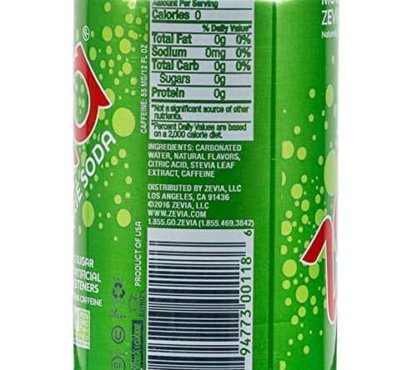 Amount Per Serving
Calories 0
% Daily Value*
Total Fat 0g 0%
Sodium 0mg 0%
Total Carb 0g 0%
Sugars 0g
Protein 0g
*Not a significant source of other
nutrients.
*Percent Daily Values are based
on a 2,000 calorie diet.
INGREDIENTS: CARBONATED
WATER, NATURAL FLAVORS,
CITRIC ACID, STEVIA LEAF
EXTRACT, CAFFEINE
DISTRIBUTED BY ZEVIA, LLC
LOS ANGELES, CA 91436
©2016 ZEVIA, LLC
WWW.ZEVIA.COM
1.855.GO.ZEVIA (1.855.469.3842)
CAFFEINE: 55 MG/12 FL OZ
PRODUCT OF USA
94773 00118 6
®
SODA
SUGAR
CAFFEINE
ZEVIA